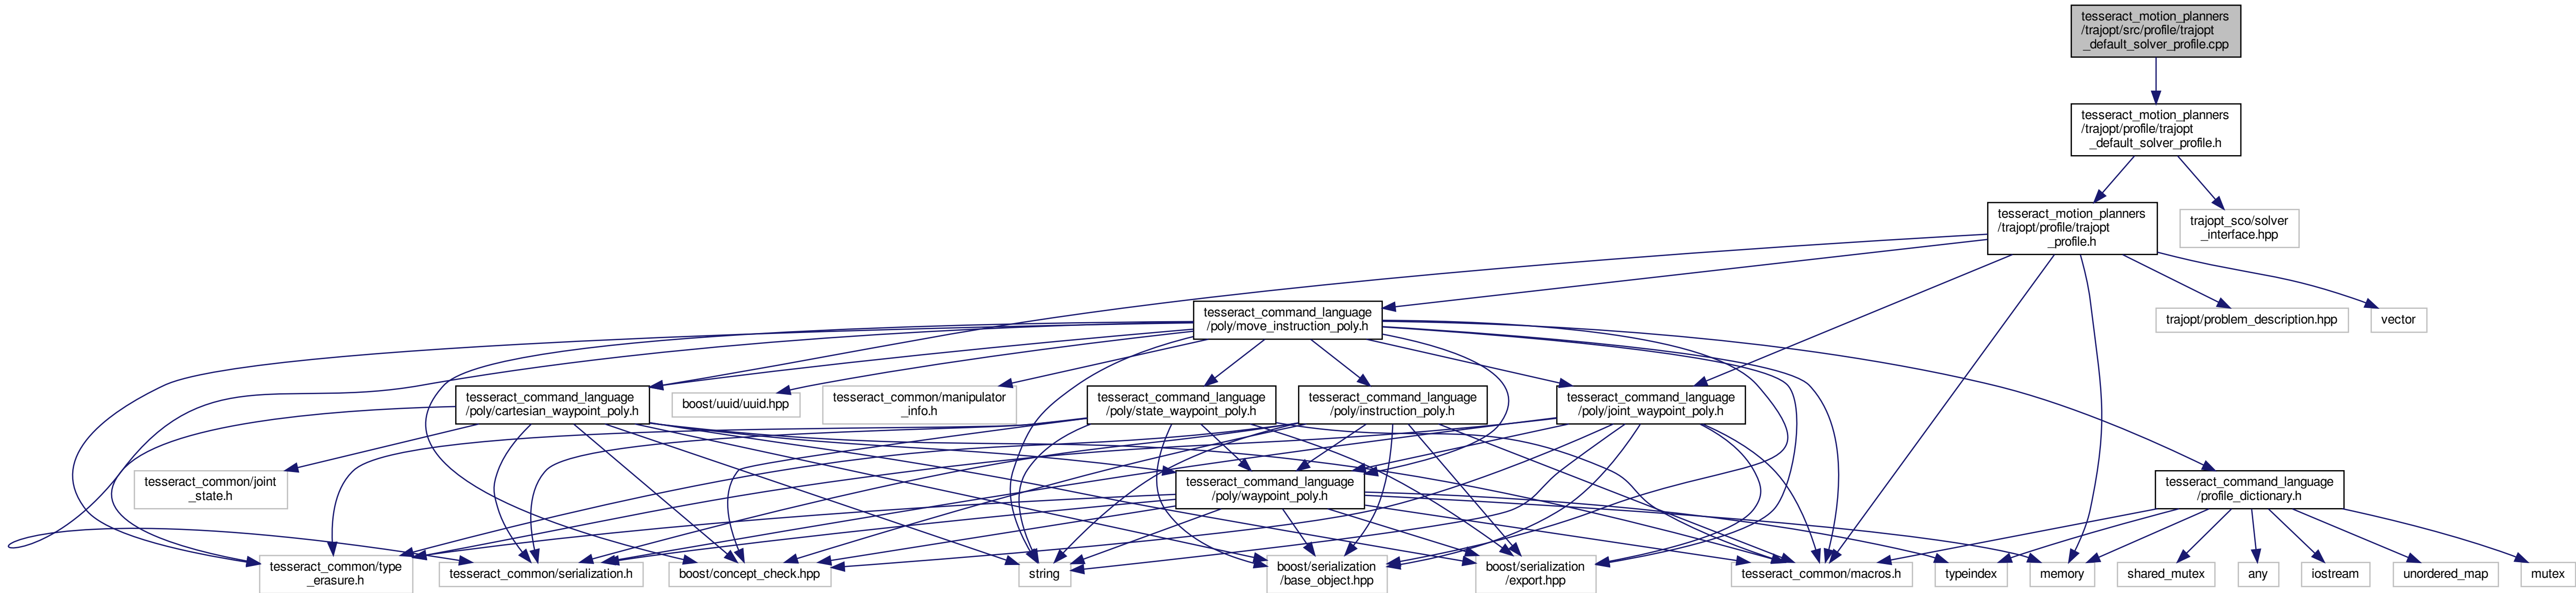 tesseract_motion_planners
/trajopt/src/profile/trajopt
_default_solver_profile.cpp
tesseract_motion_planners
/trajopt/profile/trajopt
_default_solver_profile.h
tesseract_motion_planners
/trajopt/profile/trajopt
_profile.h
trajopt_sco/solver
_interface.hpp
tesseract_command_language
/poly/move_instruction_poly.h
trajopt/problem_description.hpp
vector
tesseract_command_language
/poly/cartesian_waypoint_poly.h
boost/uuid/uuid.hpp
tesseract_common/manipulator
_info.h
tesseract_command_language
/poly/state_waypoint_poly.h
tesseract_command_language
/poly/instruction_poly.h
tesseract_command_language
/poly/joint_waypoint_poly.h
tesseract_common/joint
_state.h
tesseract_command_language
/poly/waypoint_poly.h
tesseract_command_language
/profile_dictionary.h
tesseract_common/type
_erasure.h
tesseract_common/serialization.h
boost/concept_check.hpp
string
boost/serialization
/base_object.hpp
boost/serialization
/export.hpp
tesseract_common/macros.h
typeindex
memory
shared_mutex
any
iostream
unordered_map
mutex